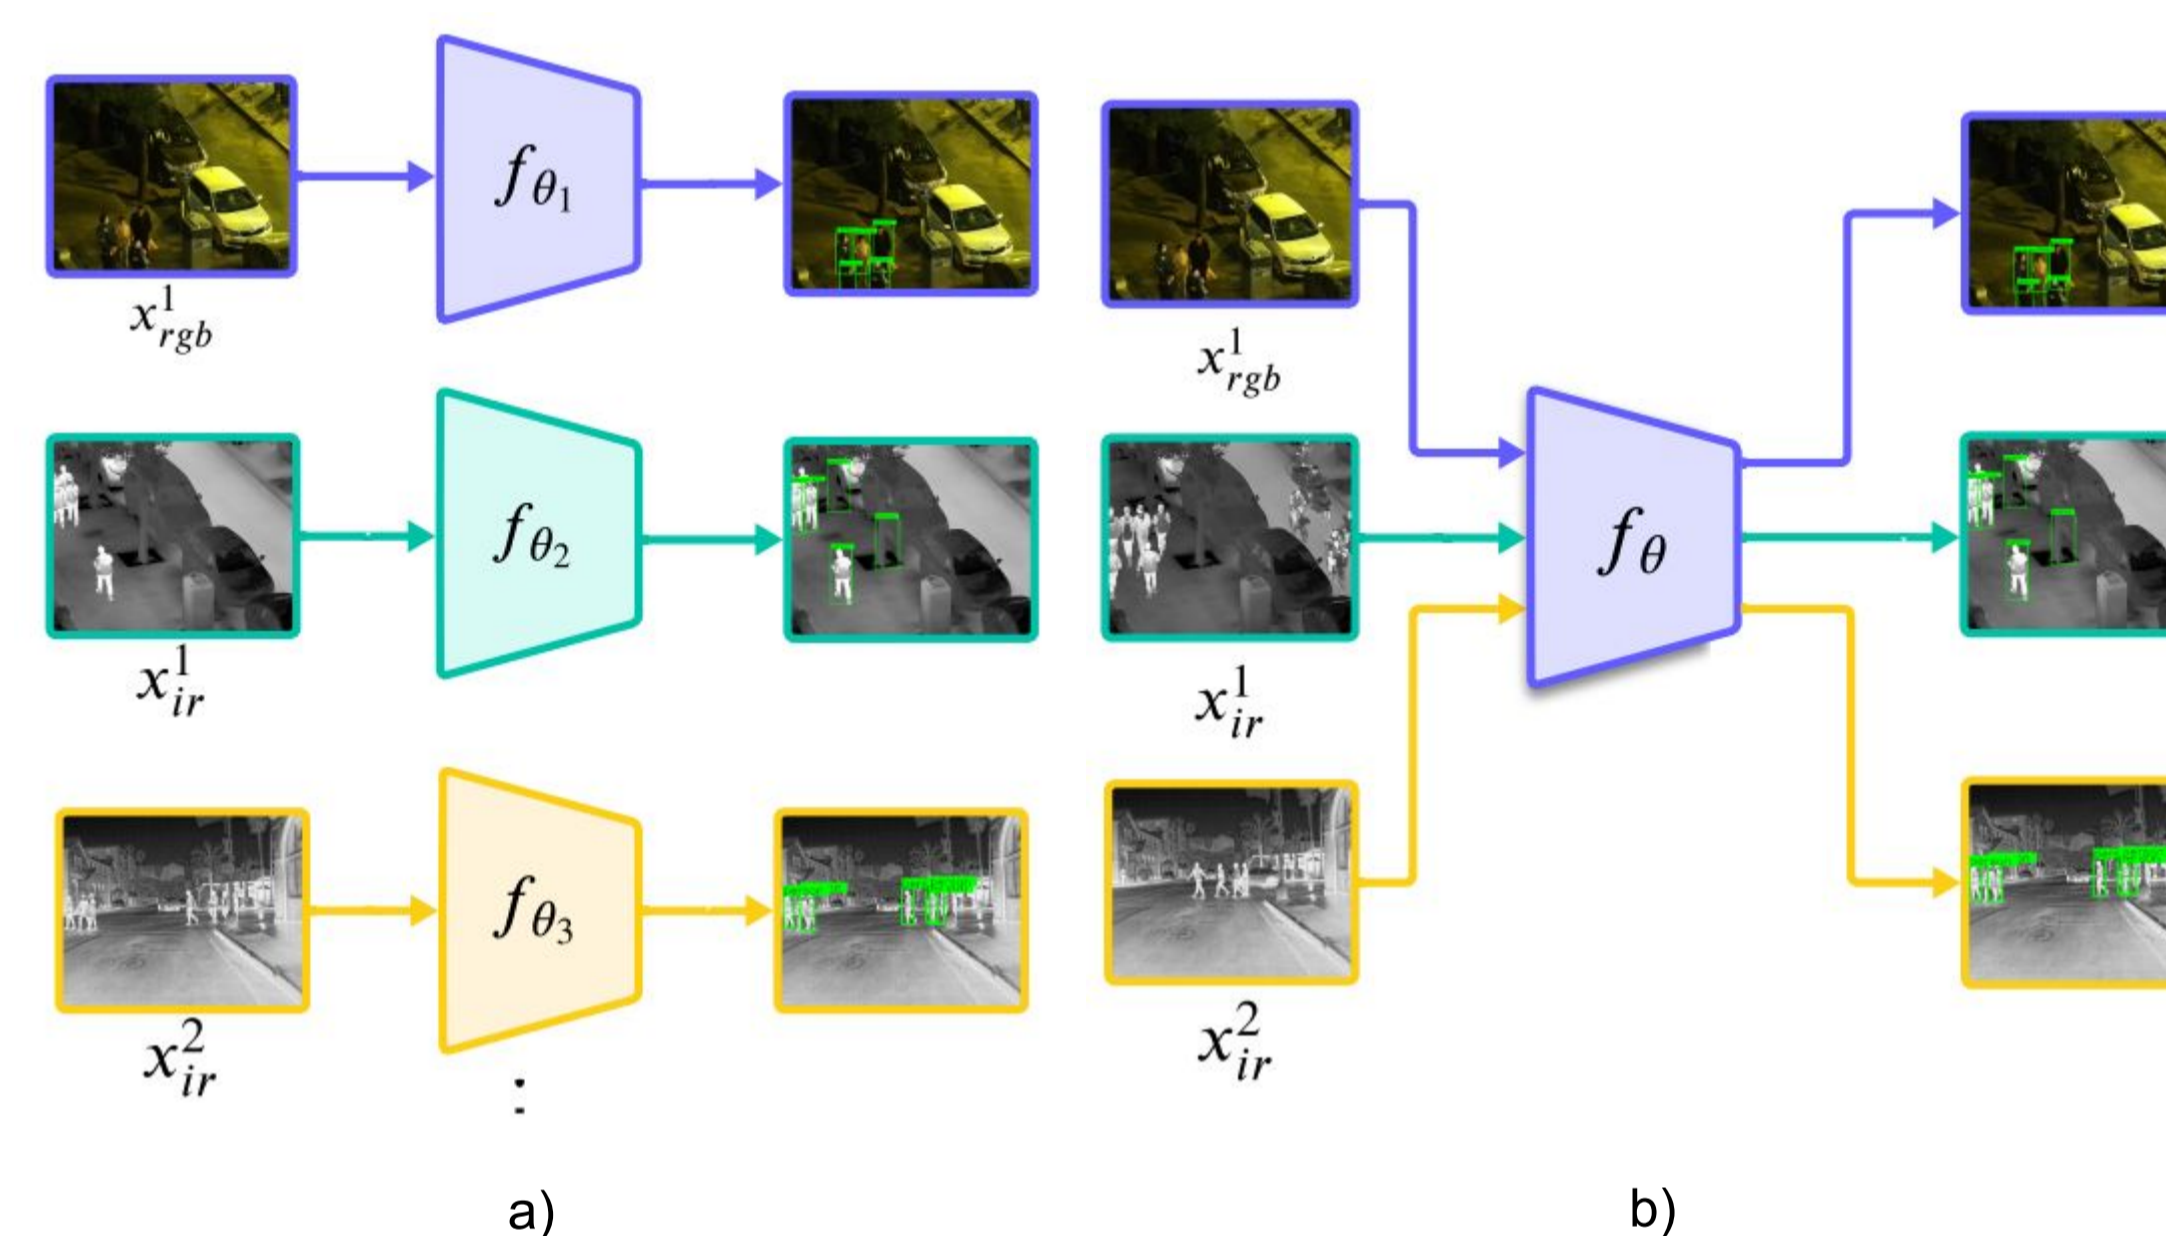 x^1_{rgb}
f_{θ_1}
x^1_{ir}
f_{θ_2}
x^2_{ir}
f_{θ_3}
:
a)
x^1_{rgb}
x^1_{ir}
f_θ
x^2_{ir}
b)